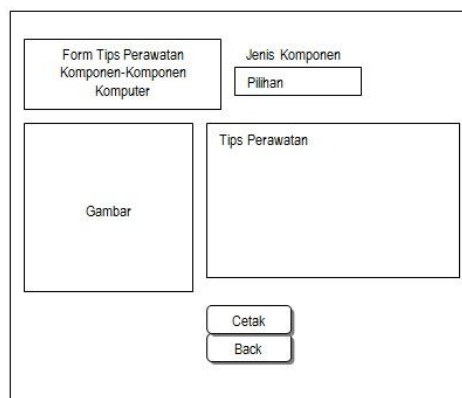 Form Tips Perawatan
Komponen-Komponen
Komputer
Jenis Komponen
Pilihan
Gambar
Tips Perawatan
Cetak
Back